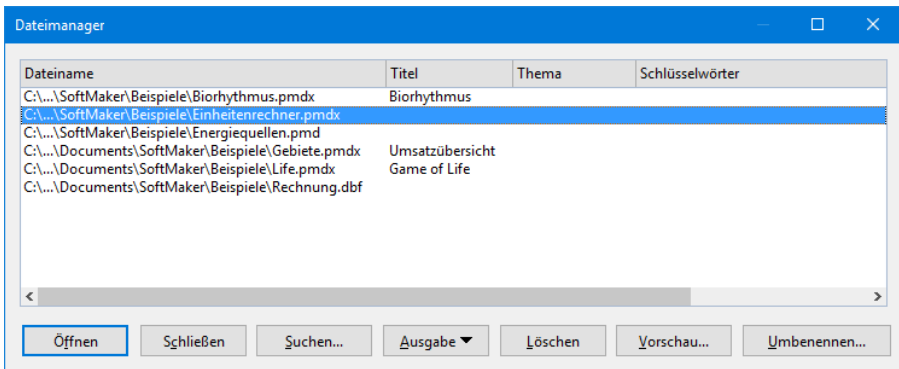 Dateimanager
Dateiname Titel Thema Schlüsselwörter
C:\...\SoftMaker\Beispiele\Biorhythmus.pmdx Biorhythmus
C:\...\SoftMaker\Beispiele\Einheitenrechner.pmdx
C:\...\SoftMaker\Beispiele\Energiequellen.pmd
C:\...\Documents\SoftMaker\Beispiele\Gebiete.pmdx Umsatzübersicht
C:\...\Documents\SoftMaker\Beispiele\Life.pmdx Game of Life
C:\...\Documents\SoftMaker\Beispiele\Rechnung.dbf
Öffnen Schließen Suchen... Ausgabe Löschen Vorschau... Umbenennen...